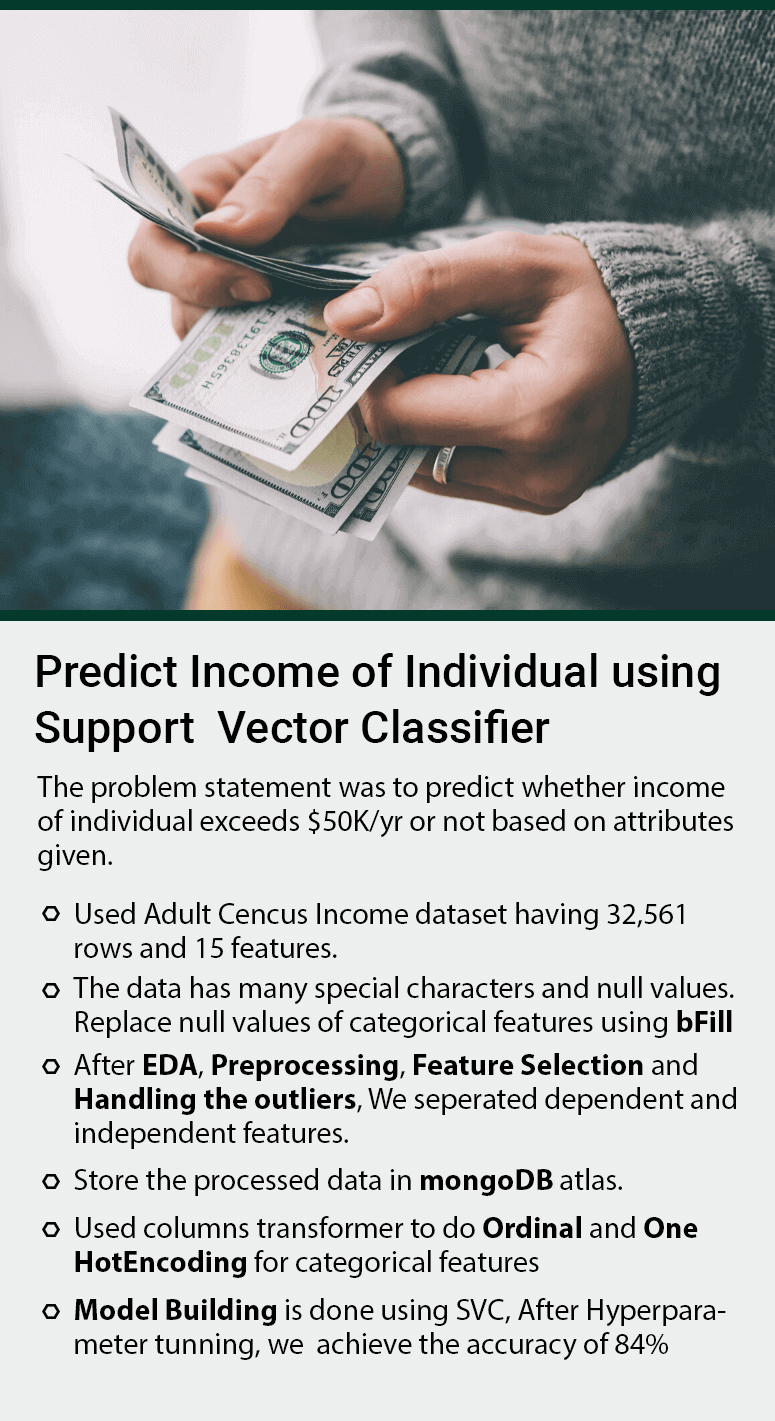 F19138365H
100
100
100
Predict Income of Individual using
Support  Vector Classifier
The problem statement was to predict whether income
of individual exceeds $50K/yr or not based on attributes
given.
Used Adult Cencus Income dataset having 32,561
rows and 15 features.
The data has many special characters and null values.
Replace null values of categorical features using bFill
After EDA, Preprocessing, Feature Selection and
Handling the outliers, We seperated dependent and
independent features.
Store the processed data in mongoDB atlas.
Used columns transformer to do Ordinal and One
HotEncoding for categorical features
Model Building is done using SVC, After Hyperpara-
meter tunning, we  achieve the accuracy of 84%